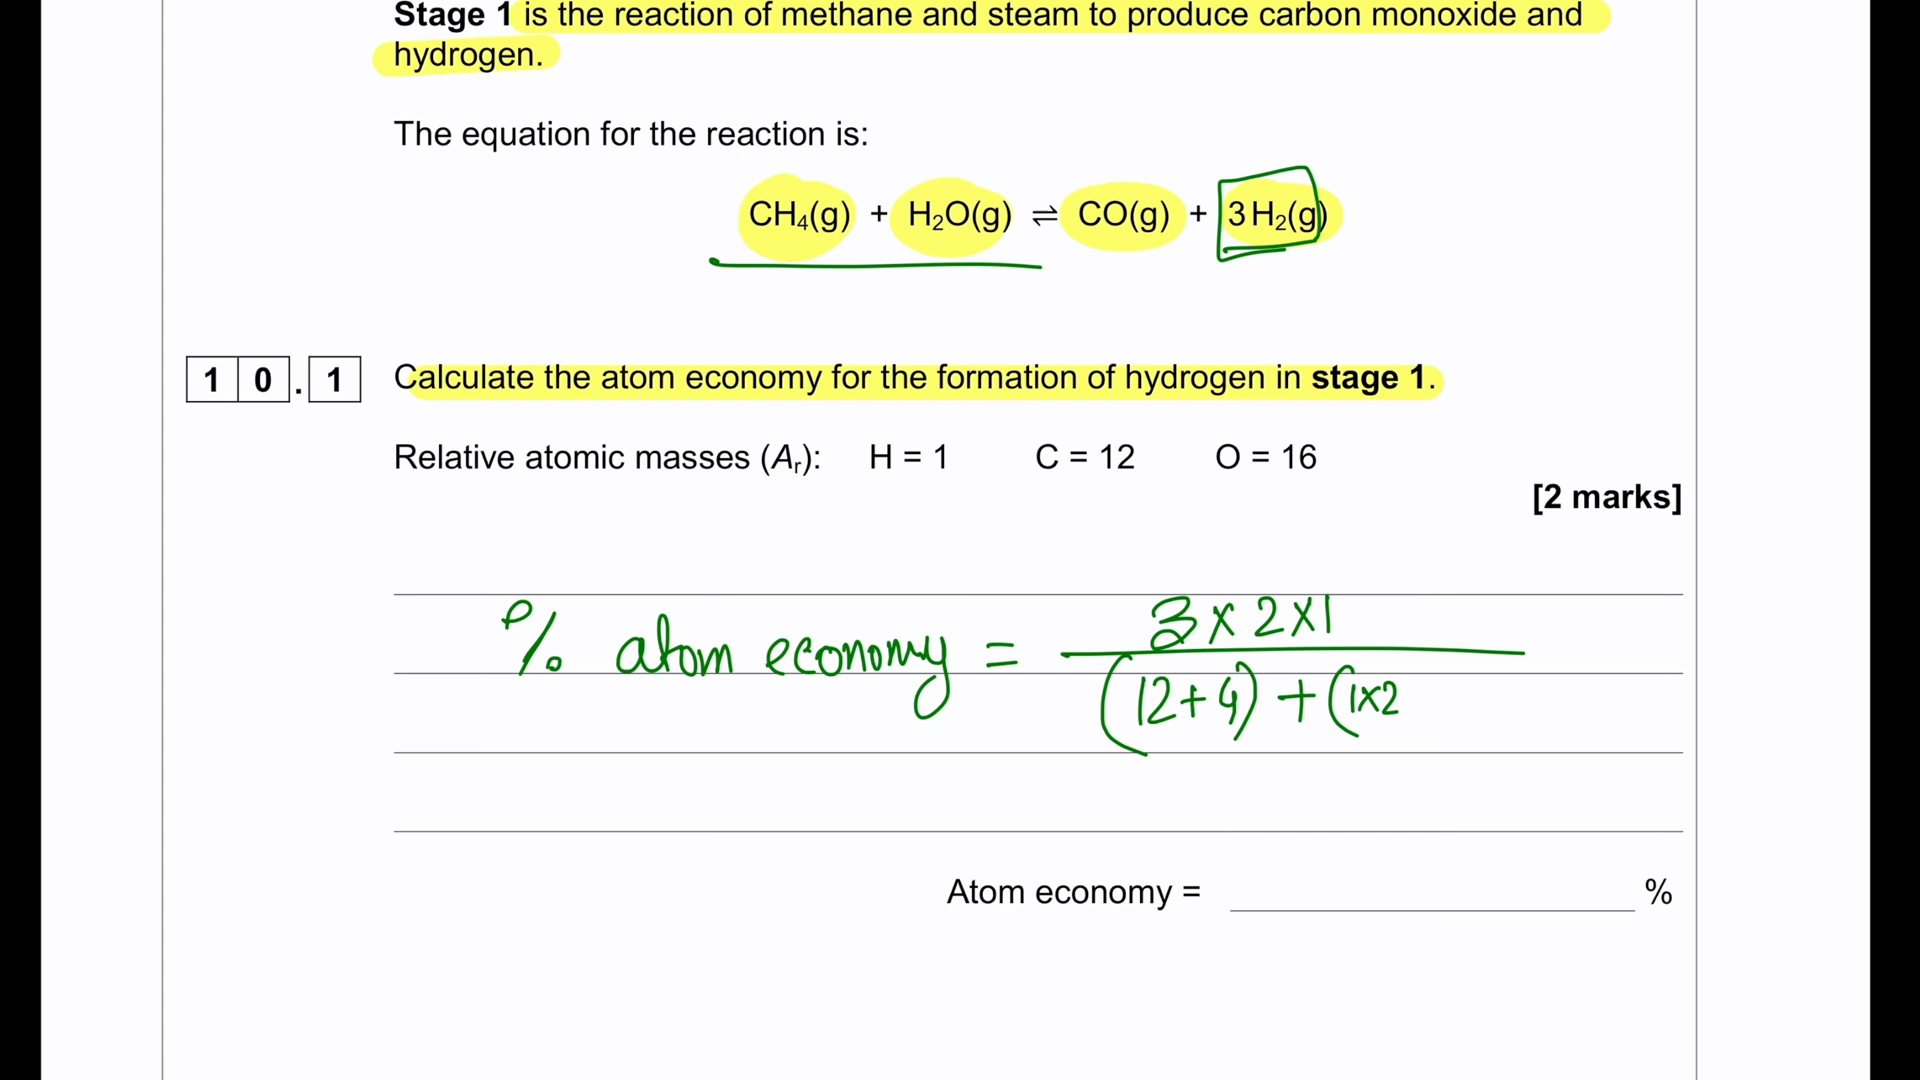 Stage 1 is the reaction of methane and steam to produce carbon monoxide and
hydrogen.
The equation for the reaction is:
CH₄(g) + H₂O(g) ⇌ CO(g) + 3H₂(g)
10.1 Calculate the atom economy for the formation of hydrogen in stage 1.
Relative atomic masses (Aᵣ): H = 1 C = 12 O = 16
[2 marks]
% atom economy = 3 × 2 × 1
(12 + 4) + (1×2
Atom economy = %